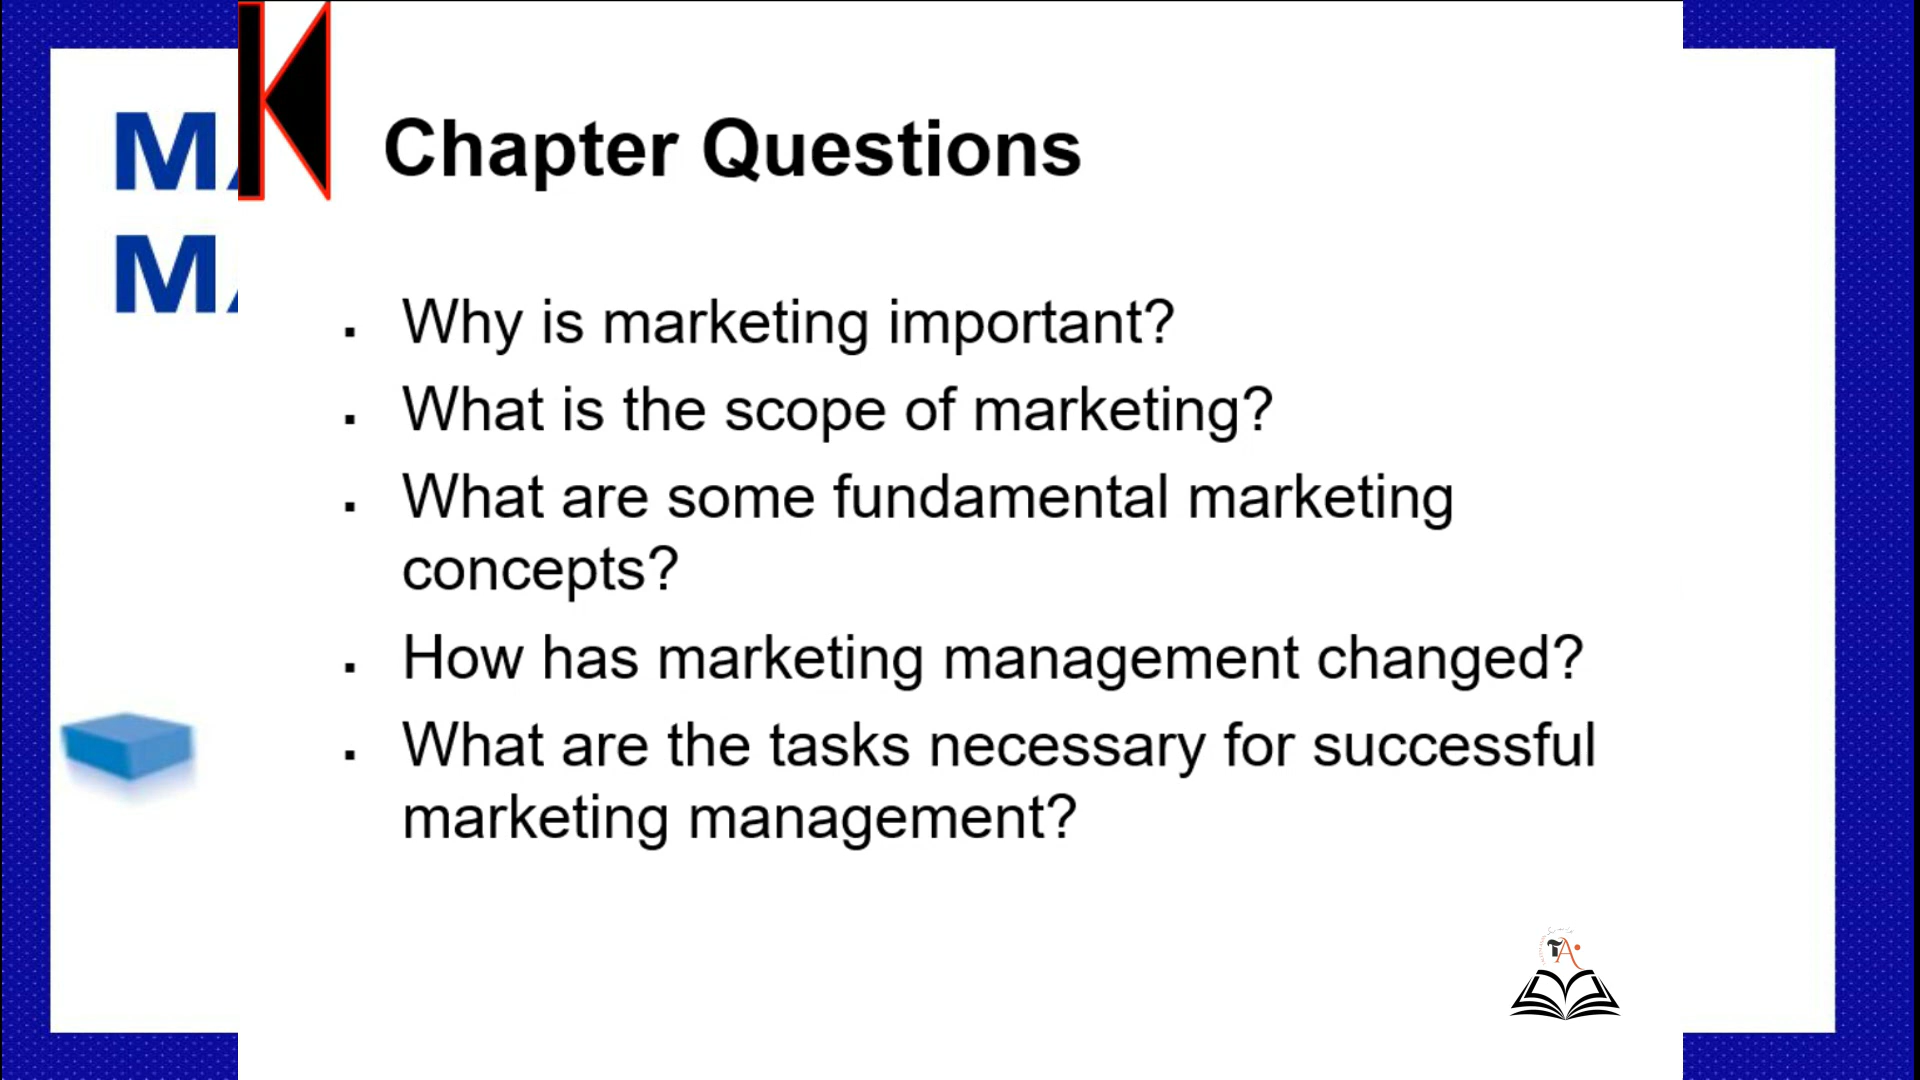 Chapter Questions
Why is marketing important?
What is the scope of marketing?
What are some fundamental marketing
concepts?
How has marketing management changed?
What are the tasks necessary for successful
marketing management?